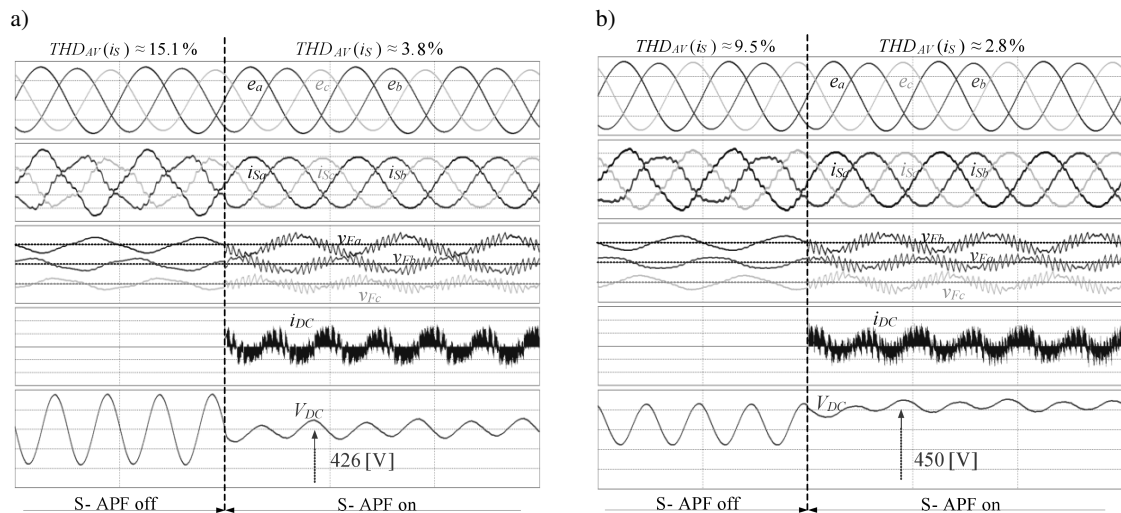 a)
THD_AV(i_S) ≈ 15.1%
THD_AV(i_S) ≈ 3.8%
e_a e_c e_b
i_Sa i_Sc i_Sb
v_Fa
v_Fb
v_Fc
i_DC
V_DC
426 [V]
S- APF off
S- APF on
b)
THD_AV(i_S) ≈ 9.5%
THD_AV(i_S) ≈ 2.8%
e_a e_c e_b
i_Sa i_Sc i_Sb
v_Fb
v_Fa
v_Fc
i_DC
V_DC
450 [V]
S- APF off
S- APF on